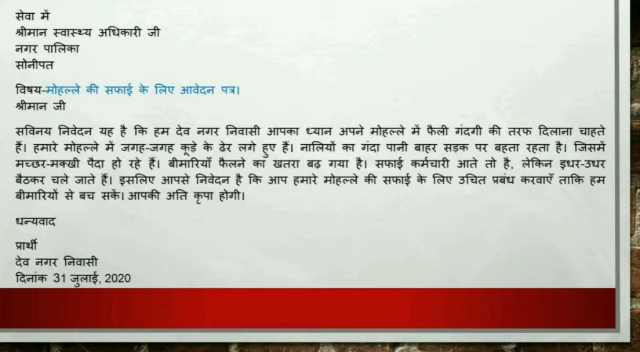 सेवा में
श्रीमान स्वास्थ्य अधिकारी जी
नगर पालिका
सोनीपत
विषय-मोहल्ले की सफाई के लिए आवेदन पत्र।
श्रीमान जी
सविनय निवेदन यह है कि हम देव नगर निवासी आपका ध्यान अपने मोहल्ले में फैली गंदगी की तरफ दिलाना चाहते
हैं। हमारे मोहल्ले में जगह-जगह कूडे के ढेर लगे हुए हैं। नालियों का गंदा पानी बाहर सड़क पर बहता रहता है। जिसमें
मच्छर-मक्खी पैदा हो रहे हैं। बीमारियाँ फैलने का खतरा बढ गया है। सफाई कर्मचारी आते तो है, लेकिन इधर-उधर
बैठकर चले जाते हैं। इसलिए आपसे निवेदन है कि आप हमारे मोहल्ले की सफाई के लिए उचित प्रबंध करवाएँ ताकि हम
बीमारियों से बच सकें। आपकी अति कृपा होगी।
धन्यवाद
प्रार्थी
देव नगर निवासी
दिनांक 31 जुलाई, 2020